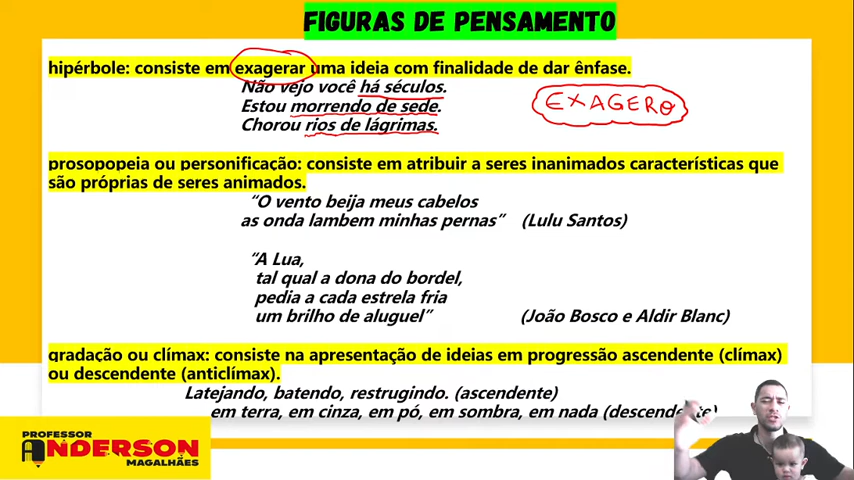 FIGURAS DE PENSAMENTO
hipérbole: consiste em exagerar uma ideia com finalidade de dar ênfase.
Não vejo você há séculos.
Estou morrendo de sede.
Chorou rios de lágrimas.
EXAGERO
prosopopeia ou personificação: consiste em atribuir a seres inanimados características que
são próprias de seres animados.
“O vento beija meus cabelos
as onda lambem minhas pernas” (Lulu Santos)
“A Lua,
tal qual a dona do bordel,
pedia a cada estrela fria
um brilho de aluguel” (João Bosco e Aldir Blanc)
gradação ou clímax: consiste na apresentação de ideias em progressão ascendente (clímax)
ou descendente (anticlímax).
Latejando, batendo, restrugindo. (ascendente)
em terra, em cinza, em pó, em sombra, em nada (descendente)
PROFESSOR
ANDERSON
MAGALHÃES